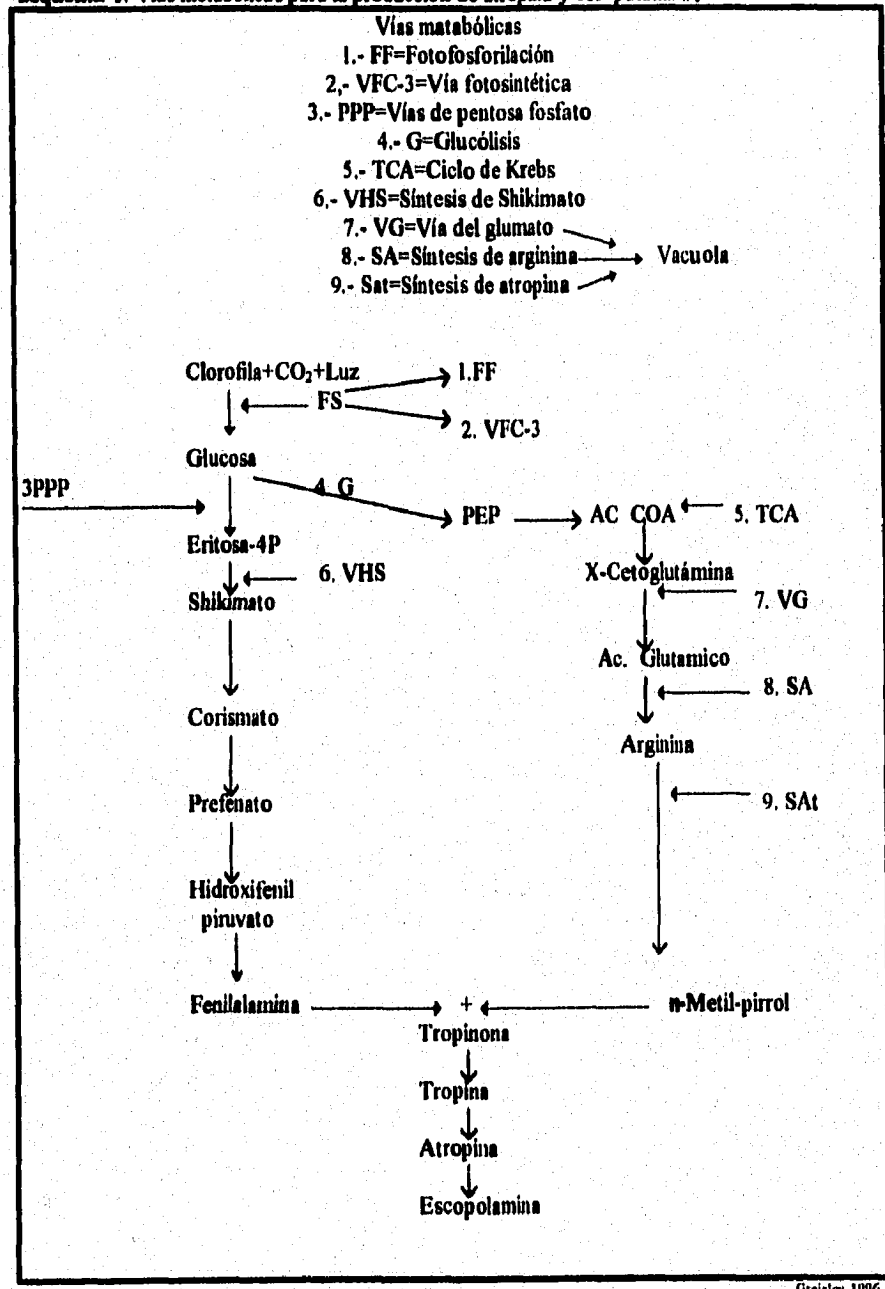 Vías matabólicas
1.- FF=Fotofosforilación
2,- VFC-3=Vía fotosintética
3.- PPP=Vías de pentosa fosfato
4.- G=Glucólisis
5.- TCA=Ciclo de Krebs
6,- VHS=Síntesis de Shikimato
7.- VG=Vía del glumato
8.- SA=Síntesis de arginina Vacuola
9.- Sat=Síntesis de atropina
Clorofila+CO₂+Luz 1.FF
FS
2. VFC-3
Glucosa
3PPP 4. G
PEP AC COA 5. TCA
Eritosa-4P
6. VHS X-Cetoglutámina
Shikimato 7. VG
Ac. Glutamico
8. SA
Corismato
Arginina
Prefenato 9. SAt
Hidroxifenil
piruvato
Fenilalamina + n-Metil-pirrol
Tropinona
Tropina
Atropina
Escopolamina
1996